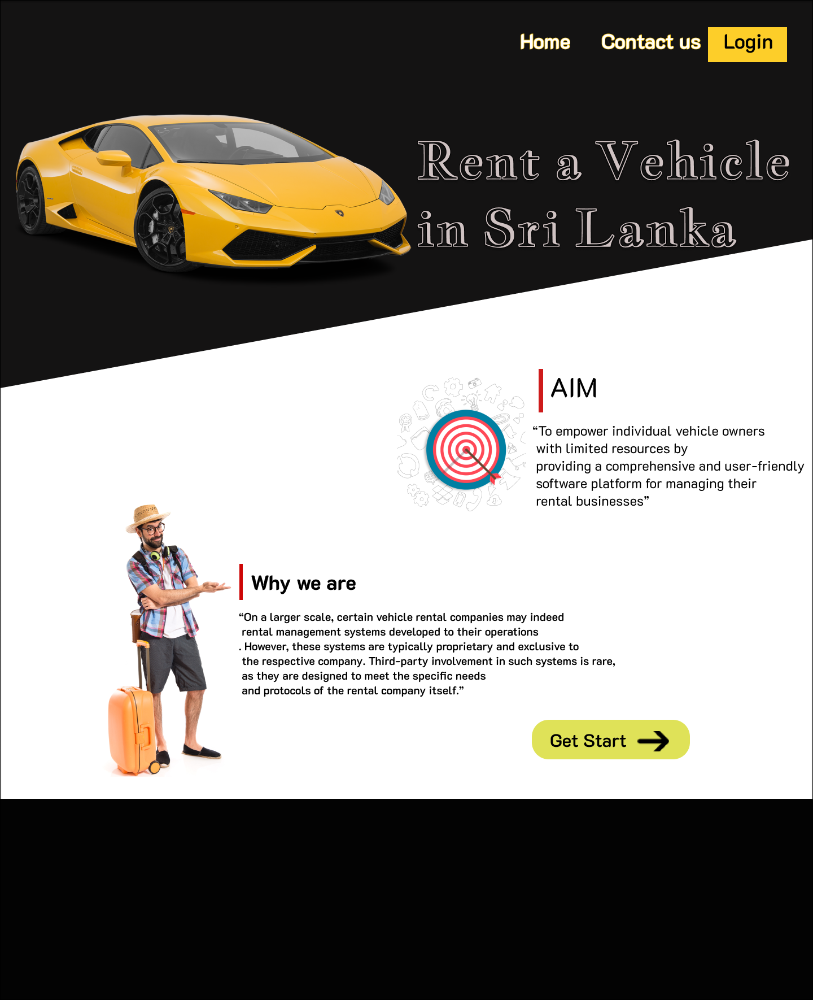 Home Contact us Login
Rent a Vehicle
in Sri Lanka
AIM
“To empower individual vehicle owners
with limited resources by
providing a comprehensive and user-friendly
software platform for managing their
rental businesses”
Why we are
“On a larger scale, certain vehicle rental companies may indeed
rental management systems developed to their operations
. However, these systems are typically proprietary and exclusive to
the respective company. Third-party involvement in such systems is rare,
as they are designed to meet the specific needs
and protocols of the rental company itself.”
Get Start